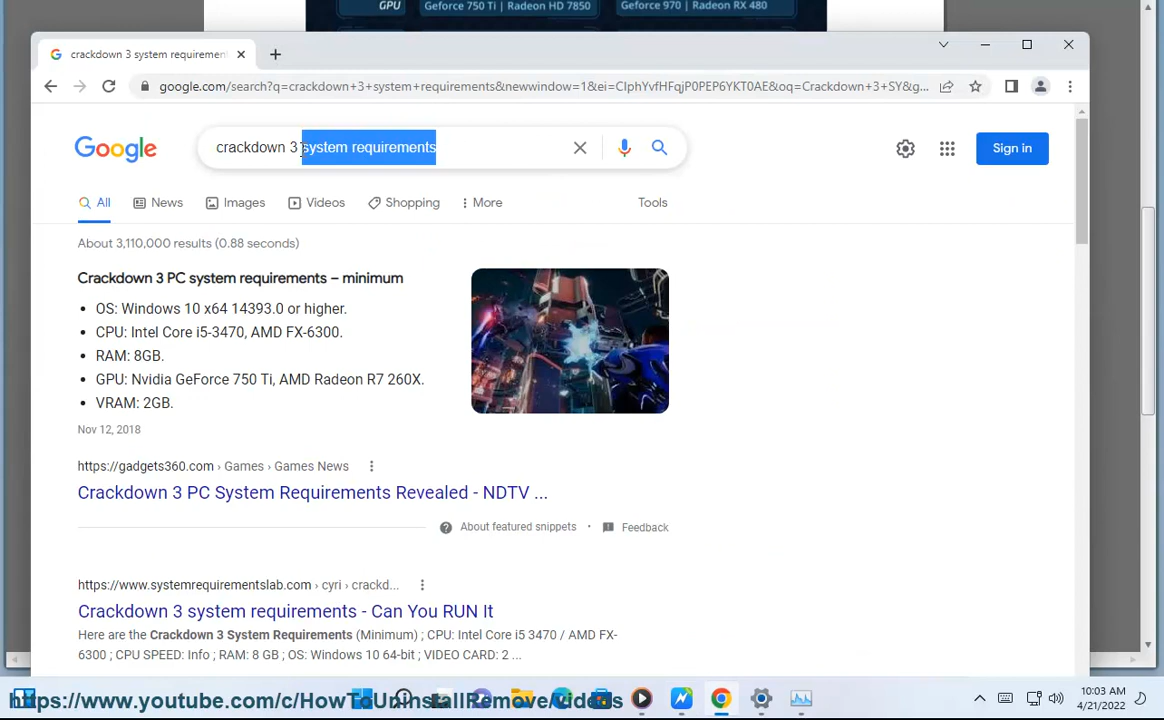 GPU Geforce 750 Ti | Radeon HD 7850 Geforce 970 | Radeon RX 480
crackdown 3 system requiremen
google.com/search?q=crackdown+3+system+requirements&newwindow=1&ei=CIphYvfHFqjP0PEP6YKT0AE&oq=Crackdown+3+SY&g...
Google
crackdown 3 system requirements
Sign in
All News Images Videos Shopping More Tools
About 3,110,000 results (0.88 seconds)
Crackdown 3 PC system requirements – minimum
• OS: Windows 10 x64 14393.0 or higher.
• CPU: Intel Core i5-3470, AMD FX-6300.
• RAM: 8GB.
• GPU: Nvidia GeForce 750 Ti, AMD Radeon R7 260X.
• VRAM: 2GB.
Nov 12, 2018
https://gadgets360.com › Games › Games News
Crackdown 3 PC System Requirements Revealed - NDTV ...
About featured snippets • Feedback
https://www.systemrequirementslab.com › cyri › crackd...
Crackdown 3 system requirements - Can You RUN It
Here are the Crackdown 3 System Requirements (Minimum) ; CPU: Intel Core i5 3470 / AMD FX-
6300 ; CPU SPEED: Info ; RAM: 8 GB ; OS: Windows 10 64-bit ; VIDEO CARD: 2 ...
https://www.youtube.com/c/HowToUninstallRemove/videos
10:03 AM
4/21/2022